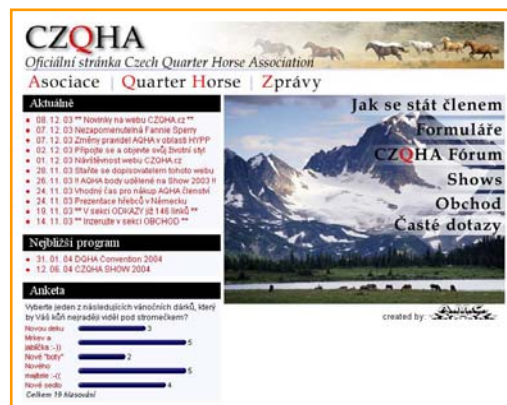 CZQHA
Oficiální stránka Czech Quarter Horse Association
Asociace | Quarter Horse | Zprávy
Aktuálně
08. 12. 03 ** Novinky na webu CZQHA.cz **
07. 12. 03 Nezapomenutelná Fannie Sperry
07. 12. 03 Změny pravidel AQHA v oblasti HYPP
02. 12. 03 Připojte se a objevte svůj životní styl
01. 12. 03 Návštěvnost webu CZQHA.cz
28. 11. 03 Staňte se dopisovatelem tohoto webu
26. 11. 03 !! AQHA body udělené na Show 2003 !!
24. 11. 03 Vhodný čas pro nákup AQHA členství
24. 11. 03 Prezentace hřebců v Německu
19. 11. 03 ** V sekci ODKAZY již 146 linků **
14. 11. 03 ** Inzerujte v sekci OBCHOD **
Nejbližší program
31. 01. 04 DQHA Convention 2004
12. 06. 04 CZQHA SHOW 2004
Anketa
Vyberte jeden z následujících vánočních dárků, který
by Váš kůň nejraději viděl pod stromečkem?
Novou deku 3
Mrkev a
jablíčka :-)) 5
Nové "boty" 2
Nového
majitele :-(( 5
Nové sedlo 4
Celkem 19 hlasování
Jak se stát členem
Formuláře
CZQHA Fórum
Shows
Obchod
Časté dotazy
created by: